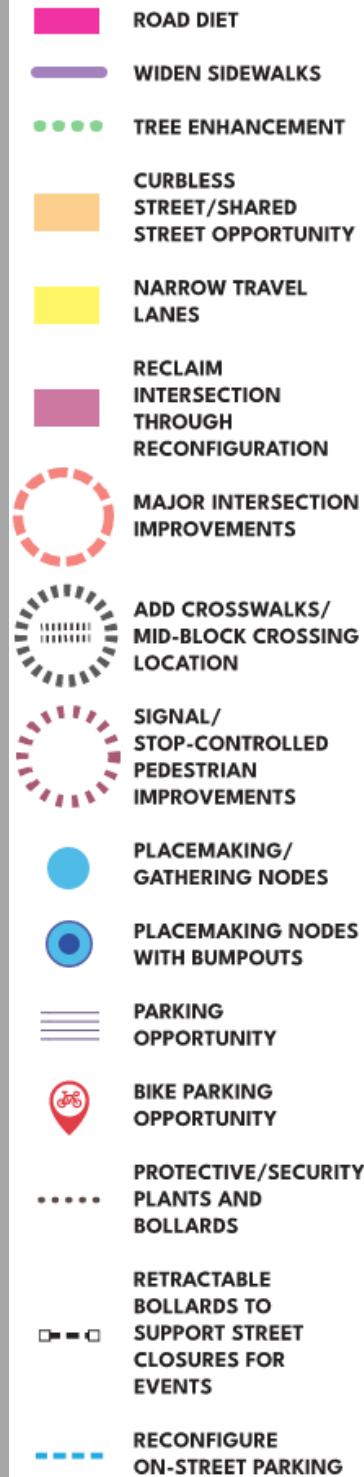 ROAD DIET
WIDEN SIDEWALKS
TREE ENHANCEMENT
CURBLESS
STREET/SHARED
STREET OPPORTUNITY
NARROW TRAVEL
LANES
RECLAIM
INTERSECTION
THROUGH
RECONFIGURATION
MAJOR INTERSECTION
IMPROVEMENTS
ADD CROSSWALKS/
MID-BLOCK CROSSING
LOCATION
SIGNAL/
STOP-CONTROLLED
PEDESTRIAN
IMPROVEMENTS
PLACEMAKING/
GATHERING NODES
PLACEMAKING NODES
WITH BUMPOUTS
PARKING
OPPORTUNITY
BIKE PARKING
OPPORTUNITY
PROTECTIVE/SECURITY
PLANTS AND
BOLLARDS
RETRACTABLE
BOLLARDS TO
SUPPORT STREET
CLOSURES FOR
EVENTS
RECONFIGURE
ON-STREET PARKING